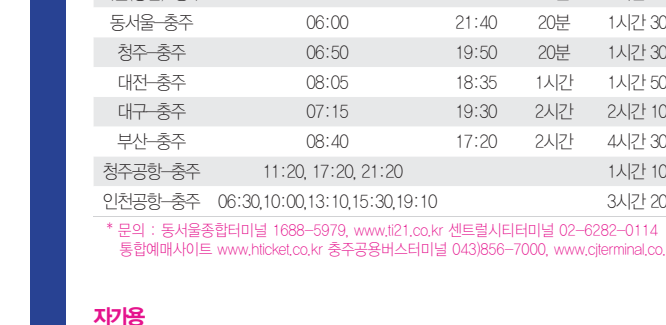 동서울-충주 06:00 21:40 20분 1시간 30
청주-충주 06:50 19:50 20분 1시간 30
대전-충주 08:05 18:35 1시간 1시간 50
대구-충주 07:15 19:30 2시간 2시간 10
부산-충주 08:40 17:20 2시간 4시간 30
청주공항-충주 11:20, 17:20, 21:20 1시간 10
인천공항-충주 06:30,10:00,13:10,15:30,19:10 3시간 20
* 문의 : 동서울종합터미널 1688-5979, www.ti21.co.kr 센트럴시티터미널 02-6282-0114
통합예매사이트 www.hticket.co.kr 충주공용버스터미널 043)856-7000, www.cjterminal.co.
자가용